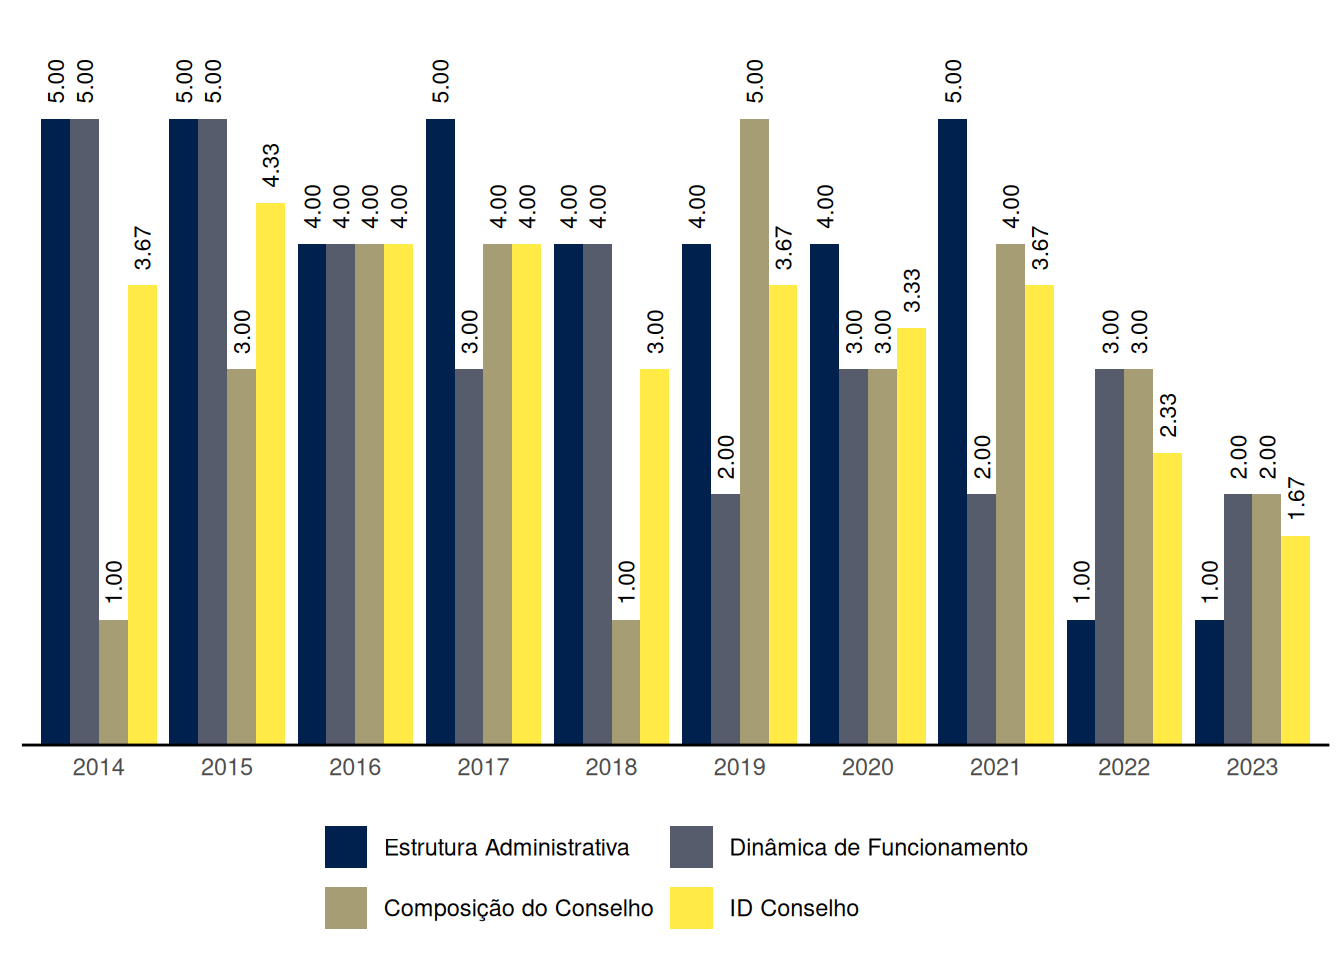 5.00 5.00 1.00 3.67 5.00 5.00 3.00 4.33 4.00 4.00 4.00 4.00 5.00 3.00 4.00 4.00 4.00 4.00 1.00 3.00 4.00 2.00 5.00 3.67 4.00 3.00 3.00 3.33 5.00 2.00 4.00 3.67 1.00 3.00 3.00 2.33 1.00 2.00 2.00 1.67
2014 2015 2016 2017 2018 2019 2020 2021 2022 2023
Estrutura Administrativa Dinâmica de Funcionamento
Composição do Conselho ID Conselho